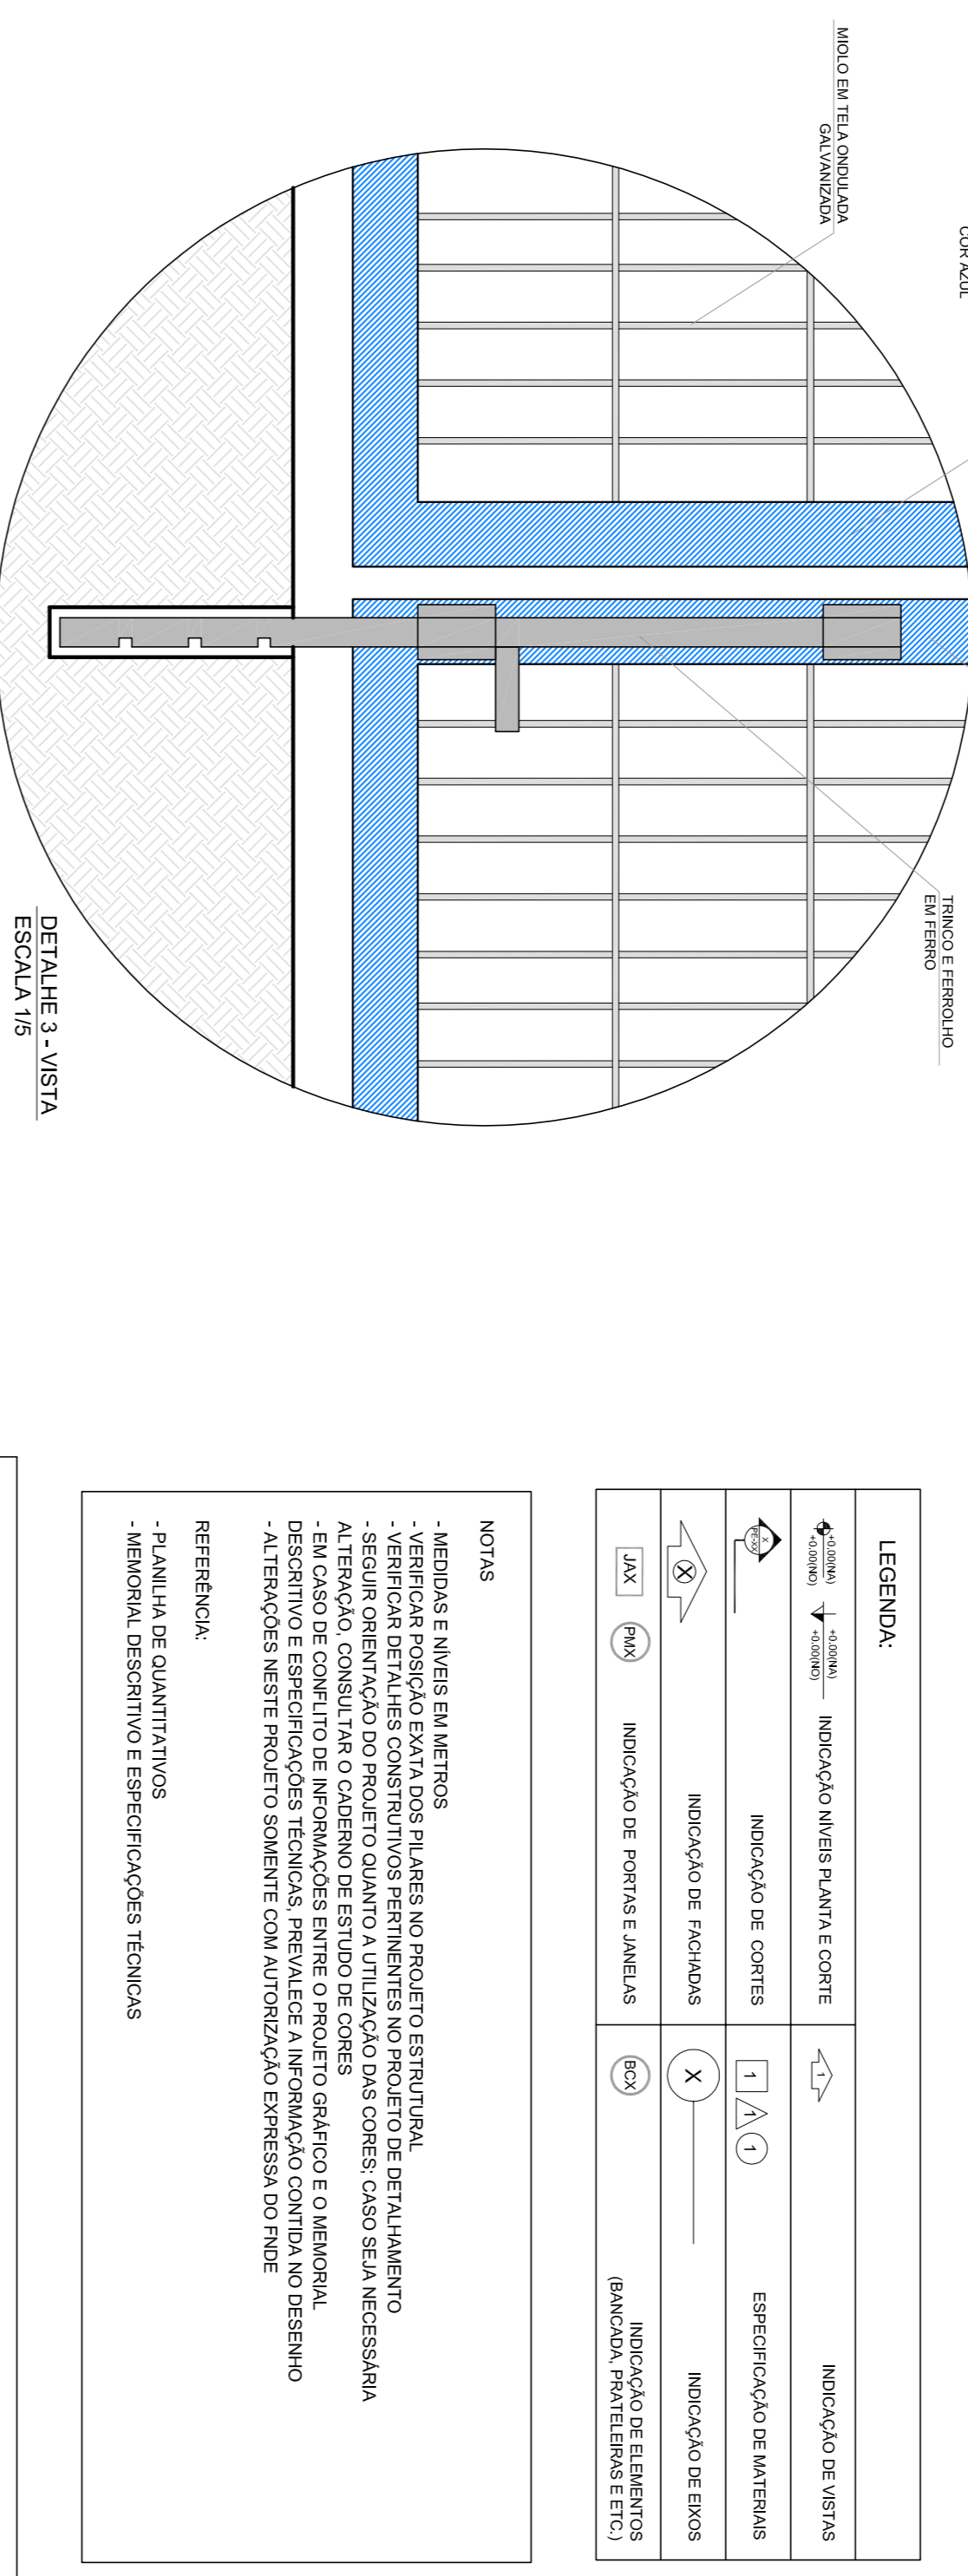 COR AZUL
MIOLO EM TELA ONDULADA
GALVANIZADA
TRINCO E FERROLHO
EM FERRO
DETALHE 3 - VISTA
ESCALA 1/5
LEGENDA:
+0.00(NA)
+0.00(NO)
+0.00(NA)
+0.00(NO)
INDICAÇÃO NÍVEIS PLANTA E CORTE
1
INDICAÇÃO DE VISTAS
X
PE-XX
INDICAÇÃO DE CORTES
1 1 1
ESPECIFICAÇÃO DE MATERIAIS
X
INDICAÇÃO DE FACHADAS
X
INDICAÇÃO DE EIXOS
JAX PMX
INDICAÇÃO DE PORTAS E JANELAS
BCX
INDICAÇÃO DE ELEMENTOS
(BANCADA, PRATELEIRAS E ETC.)
NOTAS
- MEDIDAS E NÍVEIS EM METROS
- VERIFICAR POSIÇÃO EXATA DOS PILARES NO PROJETO ESTRUTURAL
- VERIFICAR DETALHES CONSTRUTIVOS PERTINENTES NO PROJETO DE DETALHAMENTO
- SEGUIR ORIENTAÇÃO DO PROJETO QUANTO A UTILIZAÇÃO DAS CORES; CASO SEJA NECESSÁRIA
ALTERAÇÃO, CONSULTAR O CADERNO DE ESTUDO DE CORES
- EM CASO DE CONFLITO DE INFORMAÇÕES ENTRE O PROJETO GRÁFICO E O MEMORIAL
DESCRITIVO E ESPECIFICAÇÕES TÉCNICAS, PREVALECE A INFORMAÇÃO CONTIDA NO DESENHO
- ALTERAÇÕES NESTE PROJETO SOMENTE COM AUTORIZAÇÃO EXPRESSA DO FNDE
REFERÊNCIA:
- PLANILHA DE QUANTITATIVOS
- MEMORIAL DESCRITIVO E ESPECIFICAÇÕES TÉCNICAS